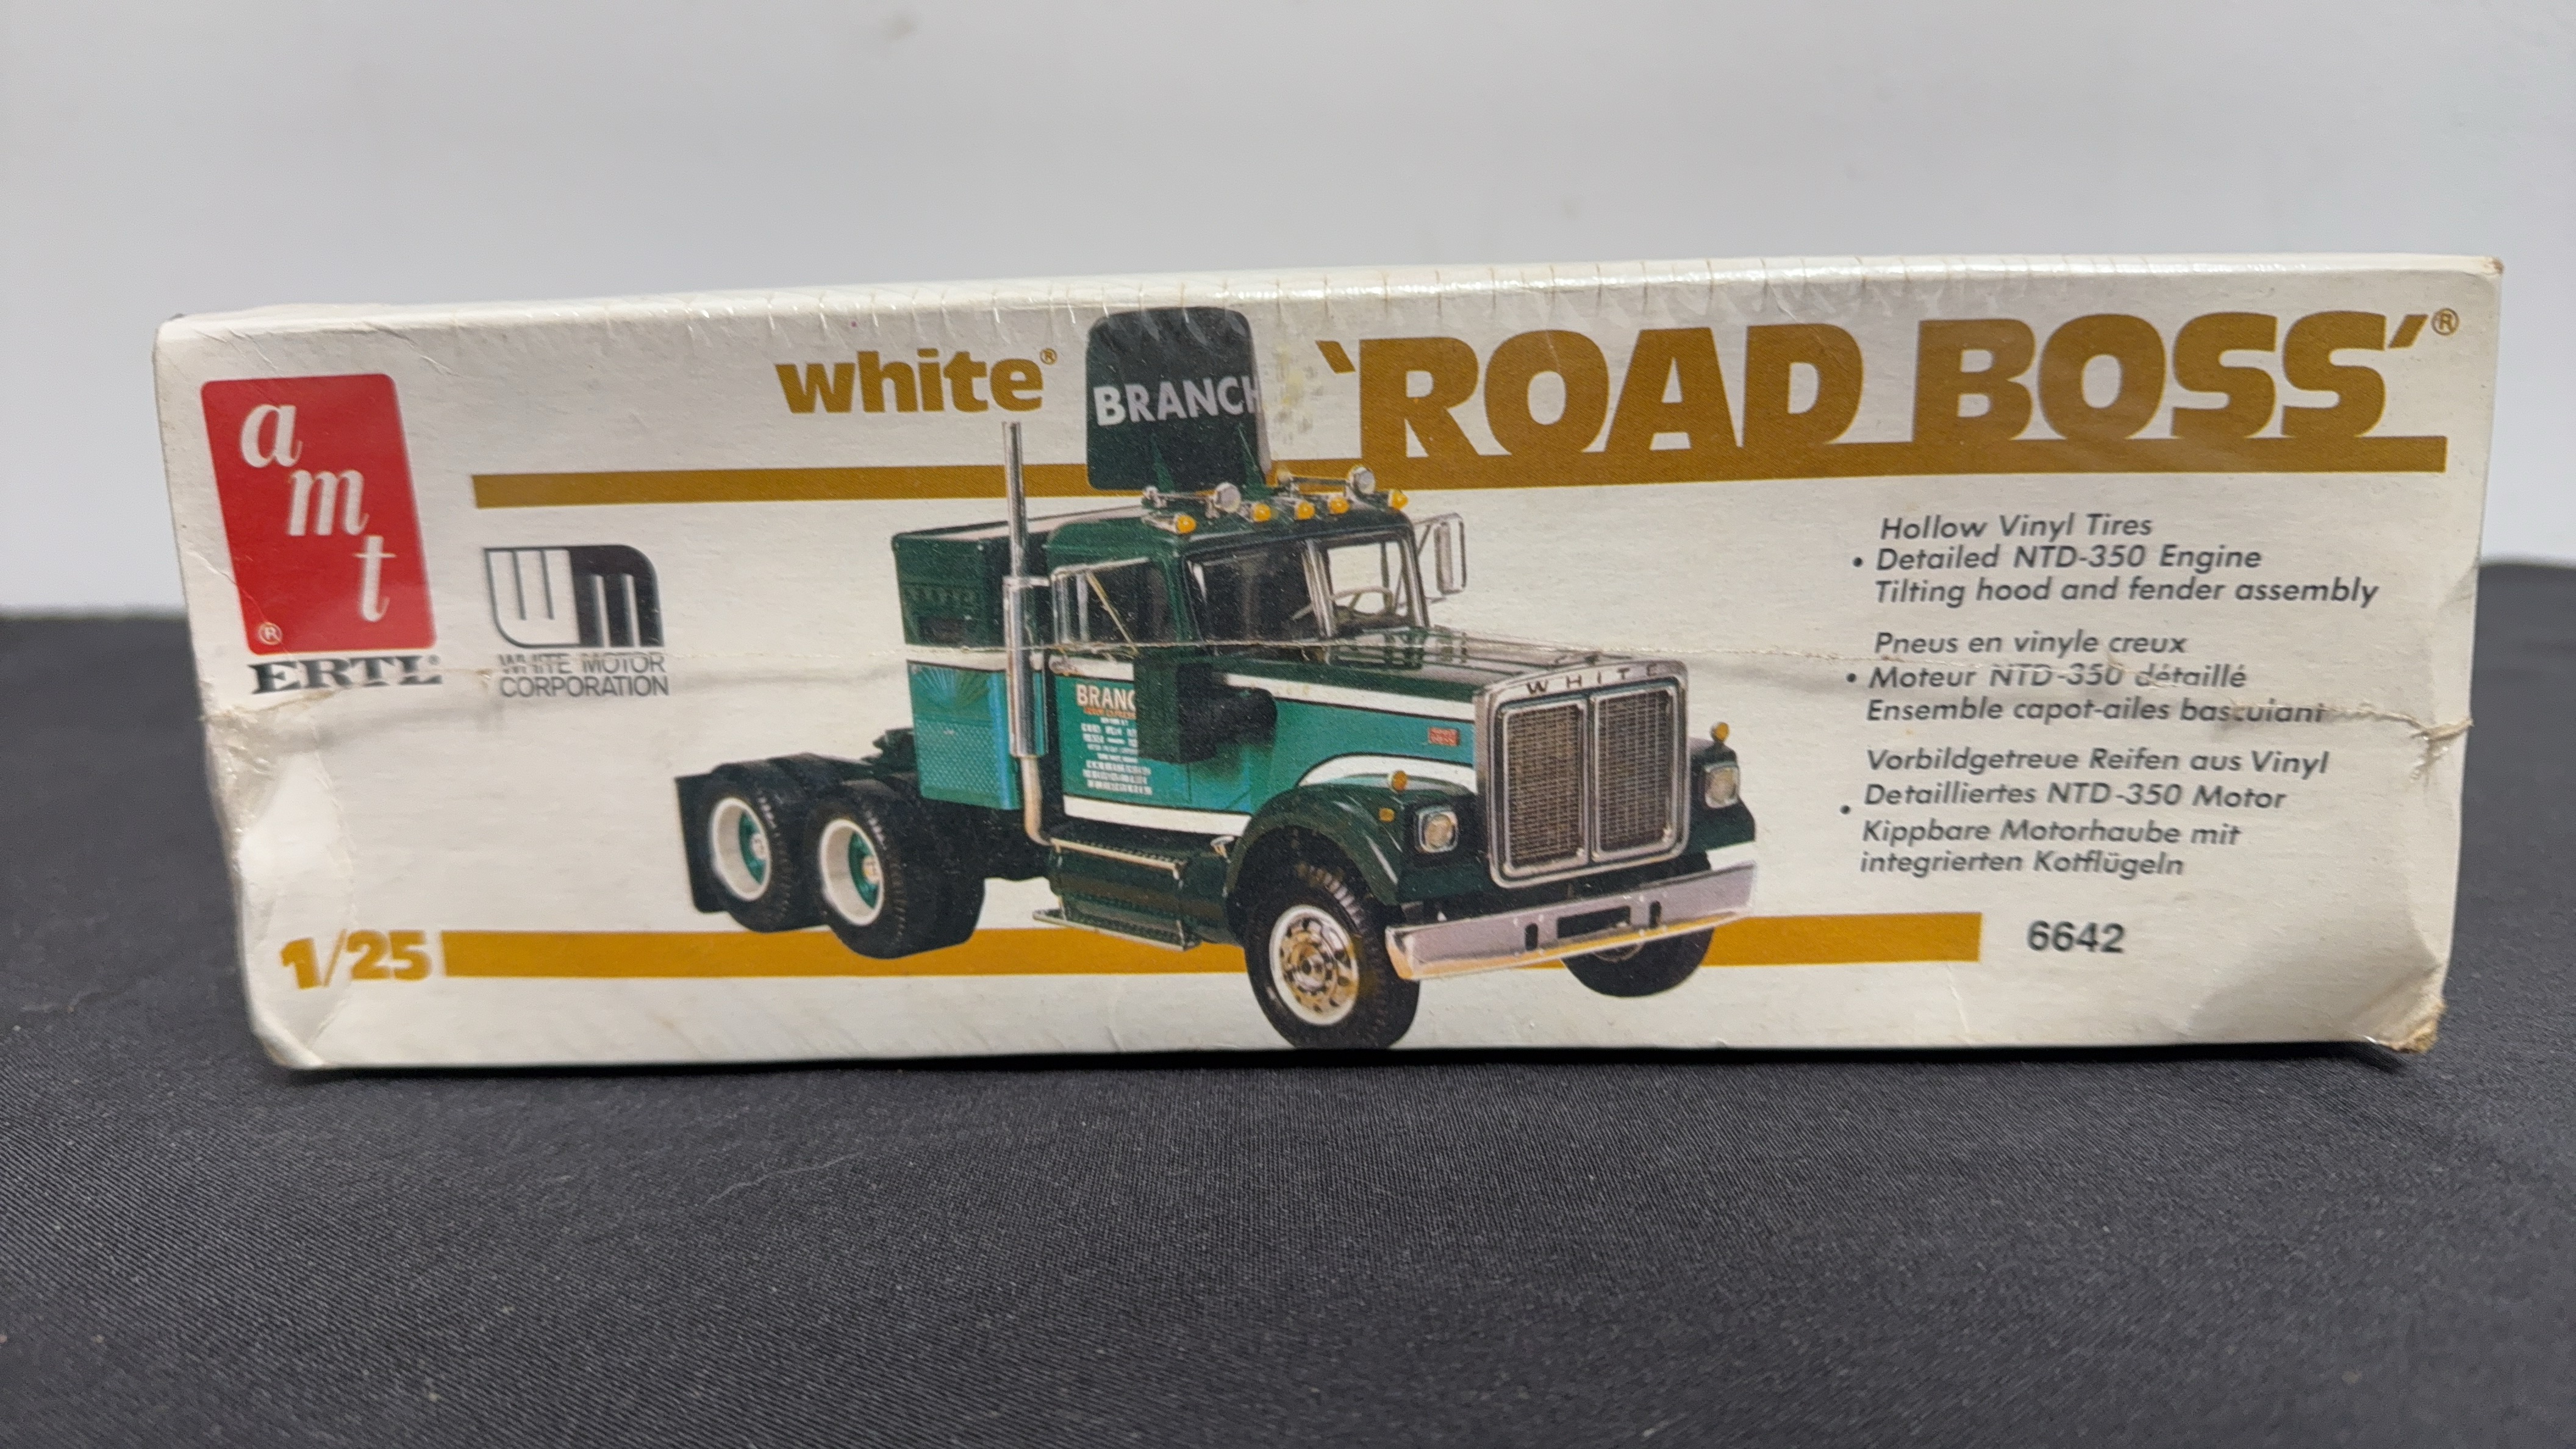 amt®
ERTL®
WHITE MOTOR
CORPORATION
white®
'ROAD BOSS'®
BRANCH
BRANC
WHITE
Hollow Vinyl Tires
• Detailed NTD-350 Engine
Tilting hood and fender assembly
Pneus en vinyle creux
• Moteur NTD-350 détaillé
Ensemble capot-ailes basculant
Vorbildgetreue Reifen aus Vinyl
• Detailliertes NTD-350 Motor
Kippbare Motorhaube mit
integrierten Kotflügeln
1/25
6642